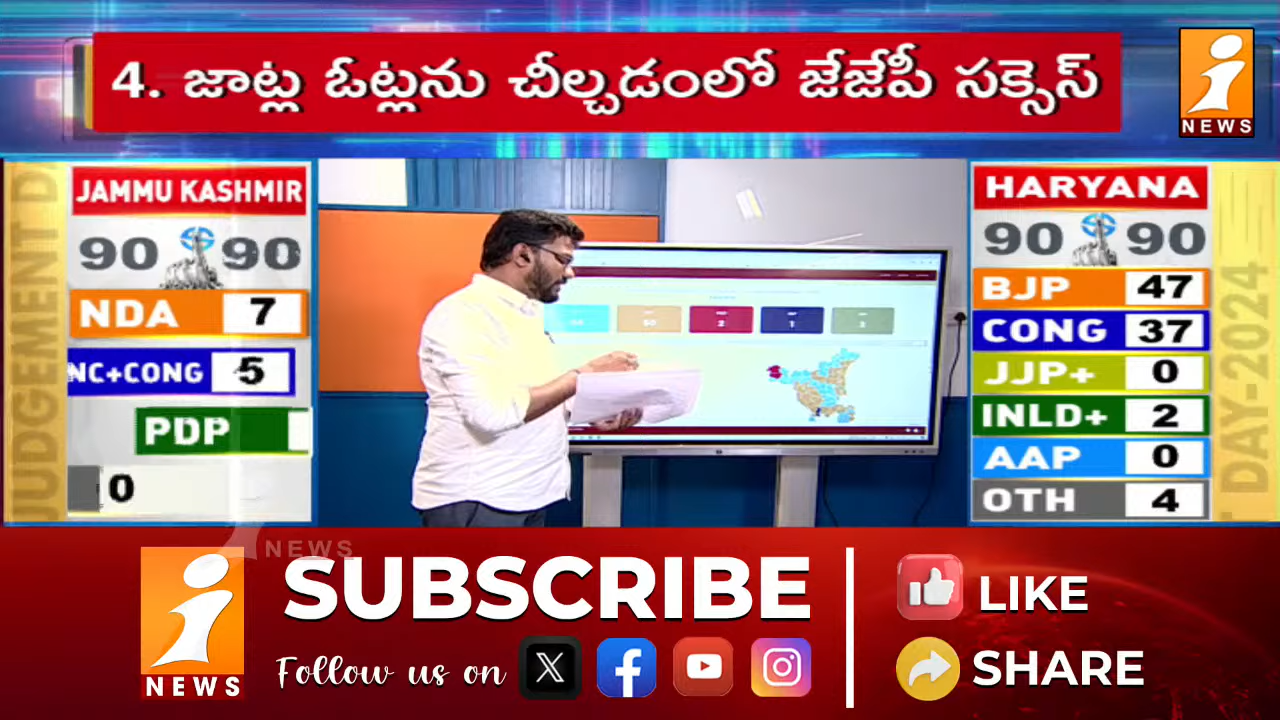 4. జాట్ల ఓట్లను చీల్చడంలో జేజేపీ సక్సెస్
i NEWS
JUDGEMENT D
JAMMU KASHMIR
90 90
NDA 7
NC+CONG 5
PDP
0
HARYANA
90 90
BJP 47
CONG 37
JJP+ 0
INLD+ 2
AAP 0
OTH 4
DAY-2024
NEWS
i NEWS
SUBSCRIBE
Follow us on
LIKE
SHARE